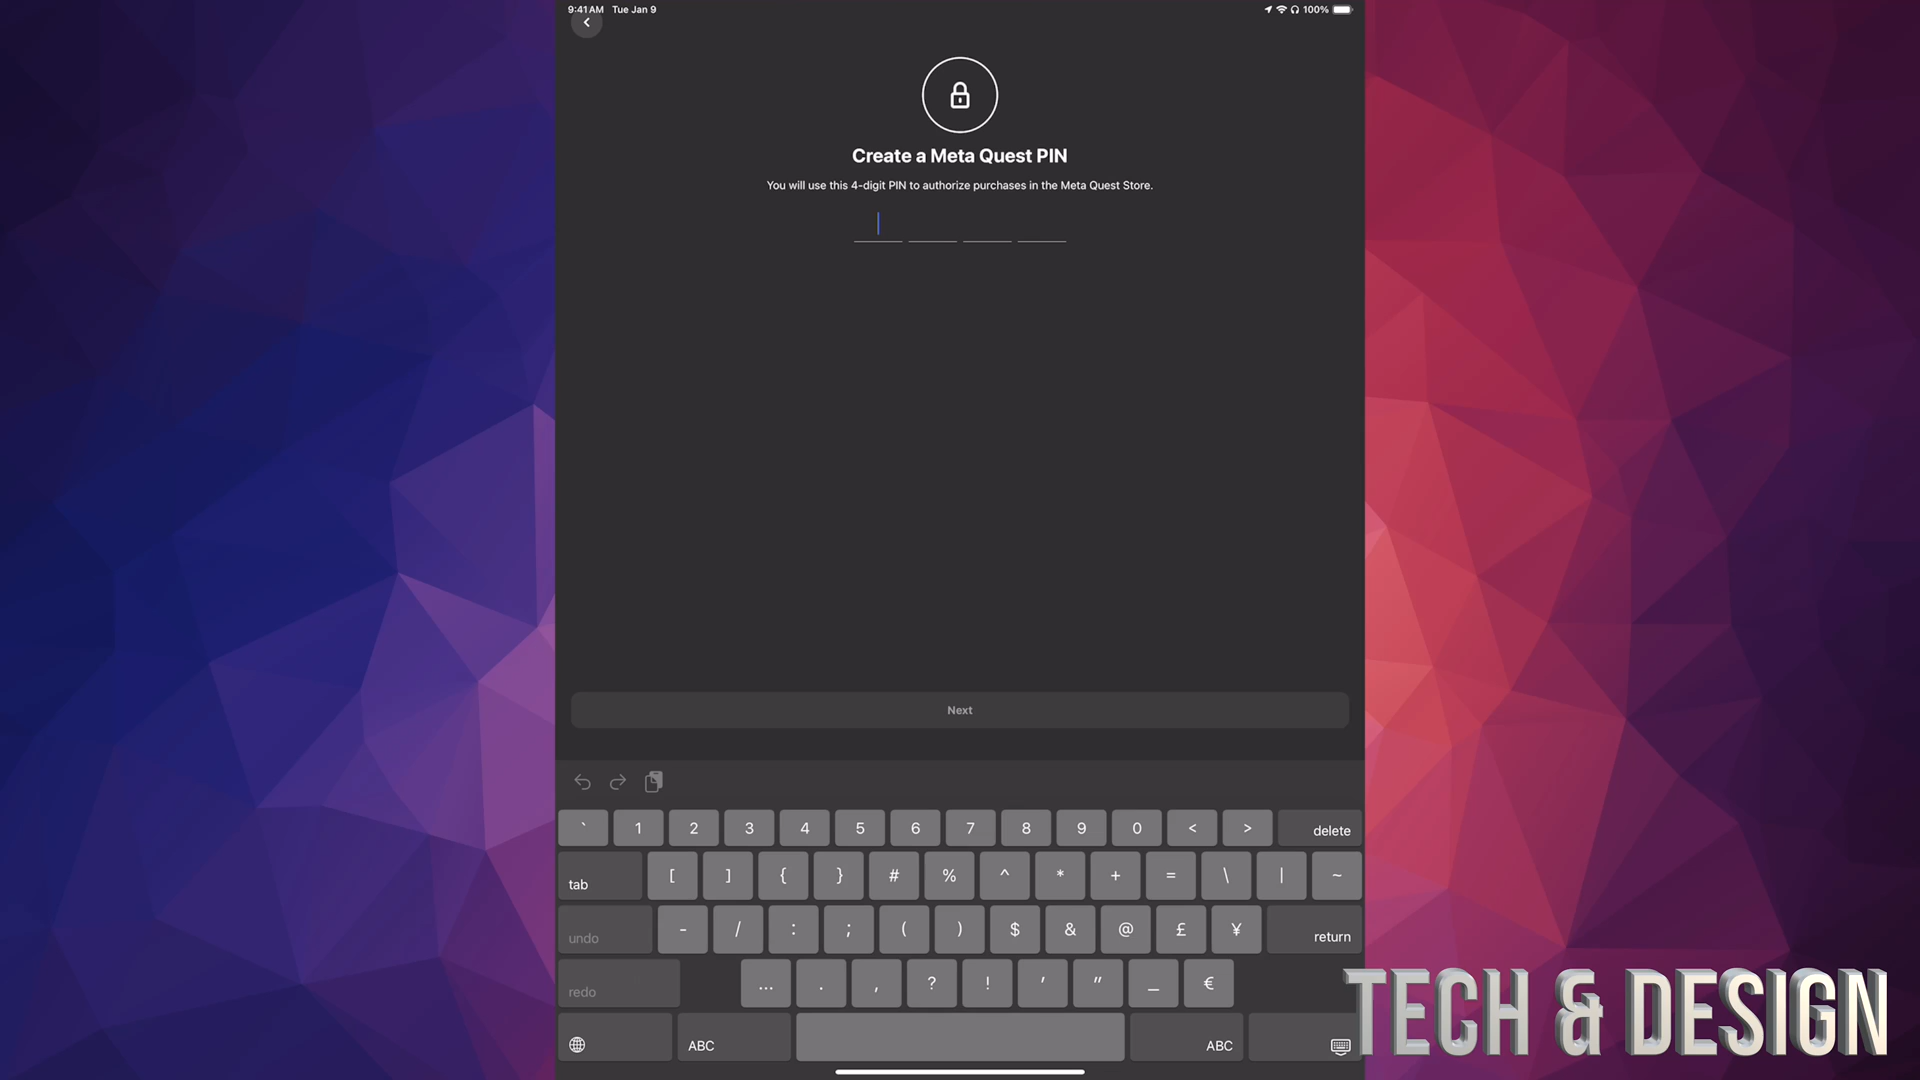 9:41 AM Tue Jan 9
100%
Create a Meta Quest PIN
You will use this 4-digit PIN to authorize purchases in the Meta Quest Store.
Next
` 1 2 3 4 5 6 7 8 9 0 < > delete
tab [ ] { } # % ^ * + = \ | ~
undo - / : ; ( ) $ & @ £ ¥ return
redo … . , ? ! ' " _ €
ABC ABC
TECH & DESIGN